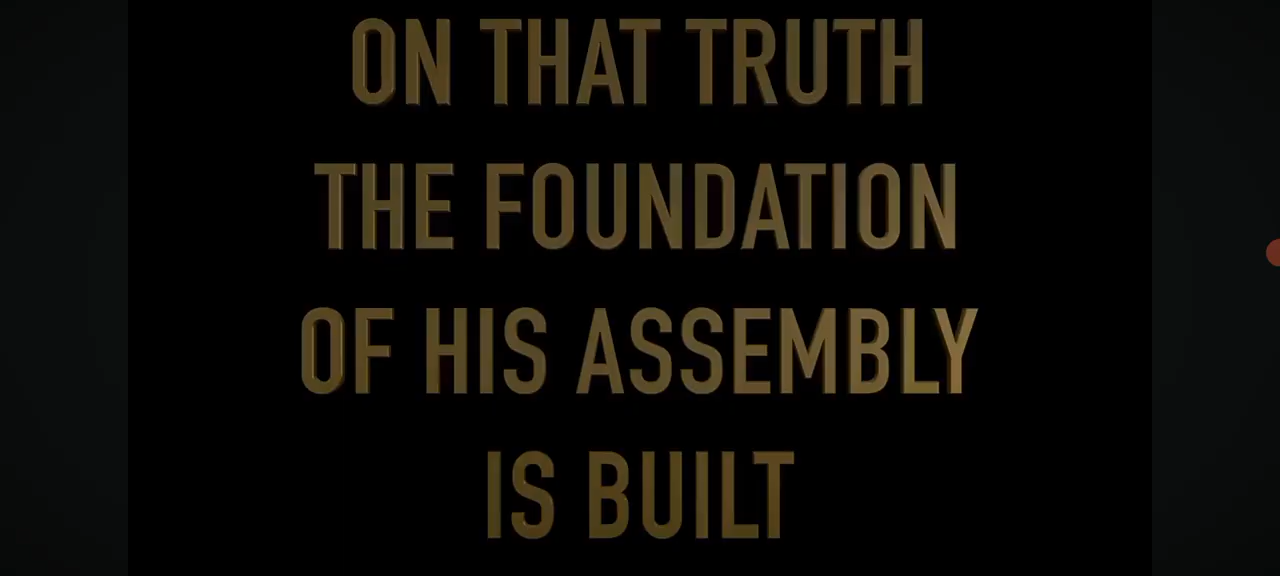 ON THAT TRUTH
THE FOUNDATION
OF HIS ASSEMBLY
IS BUILT